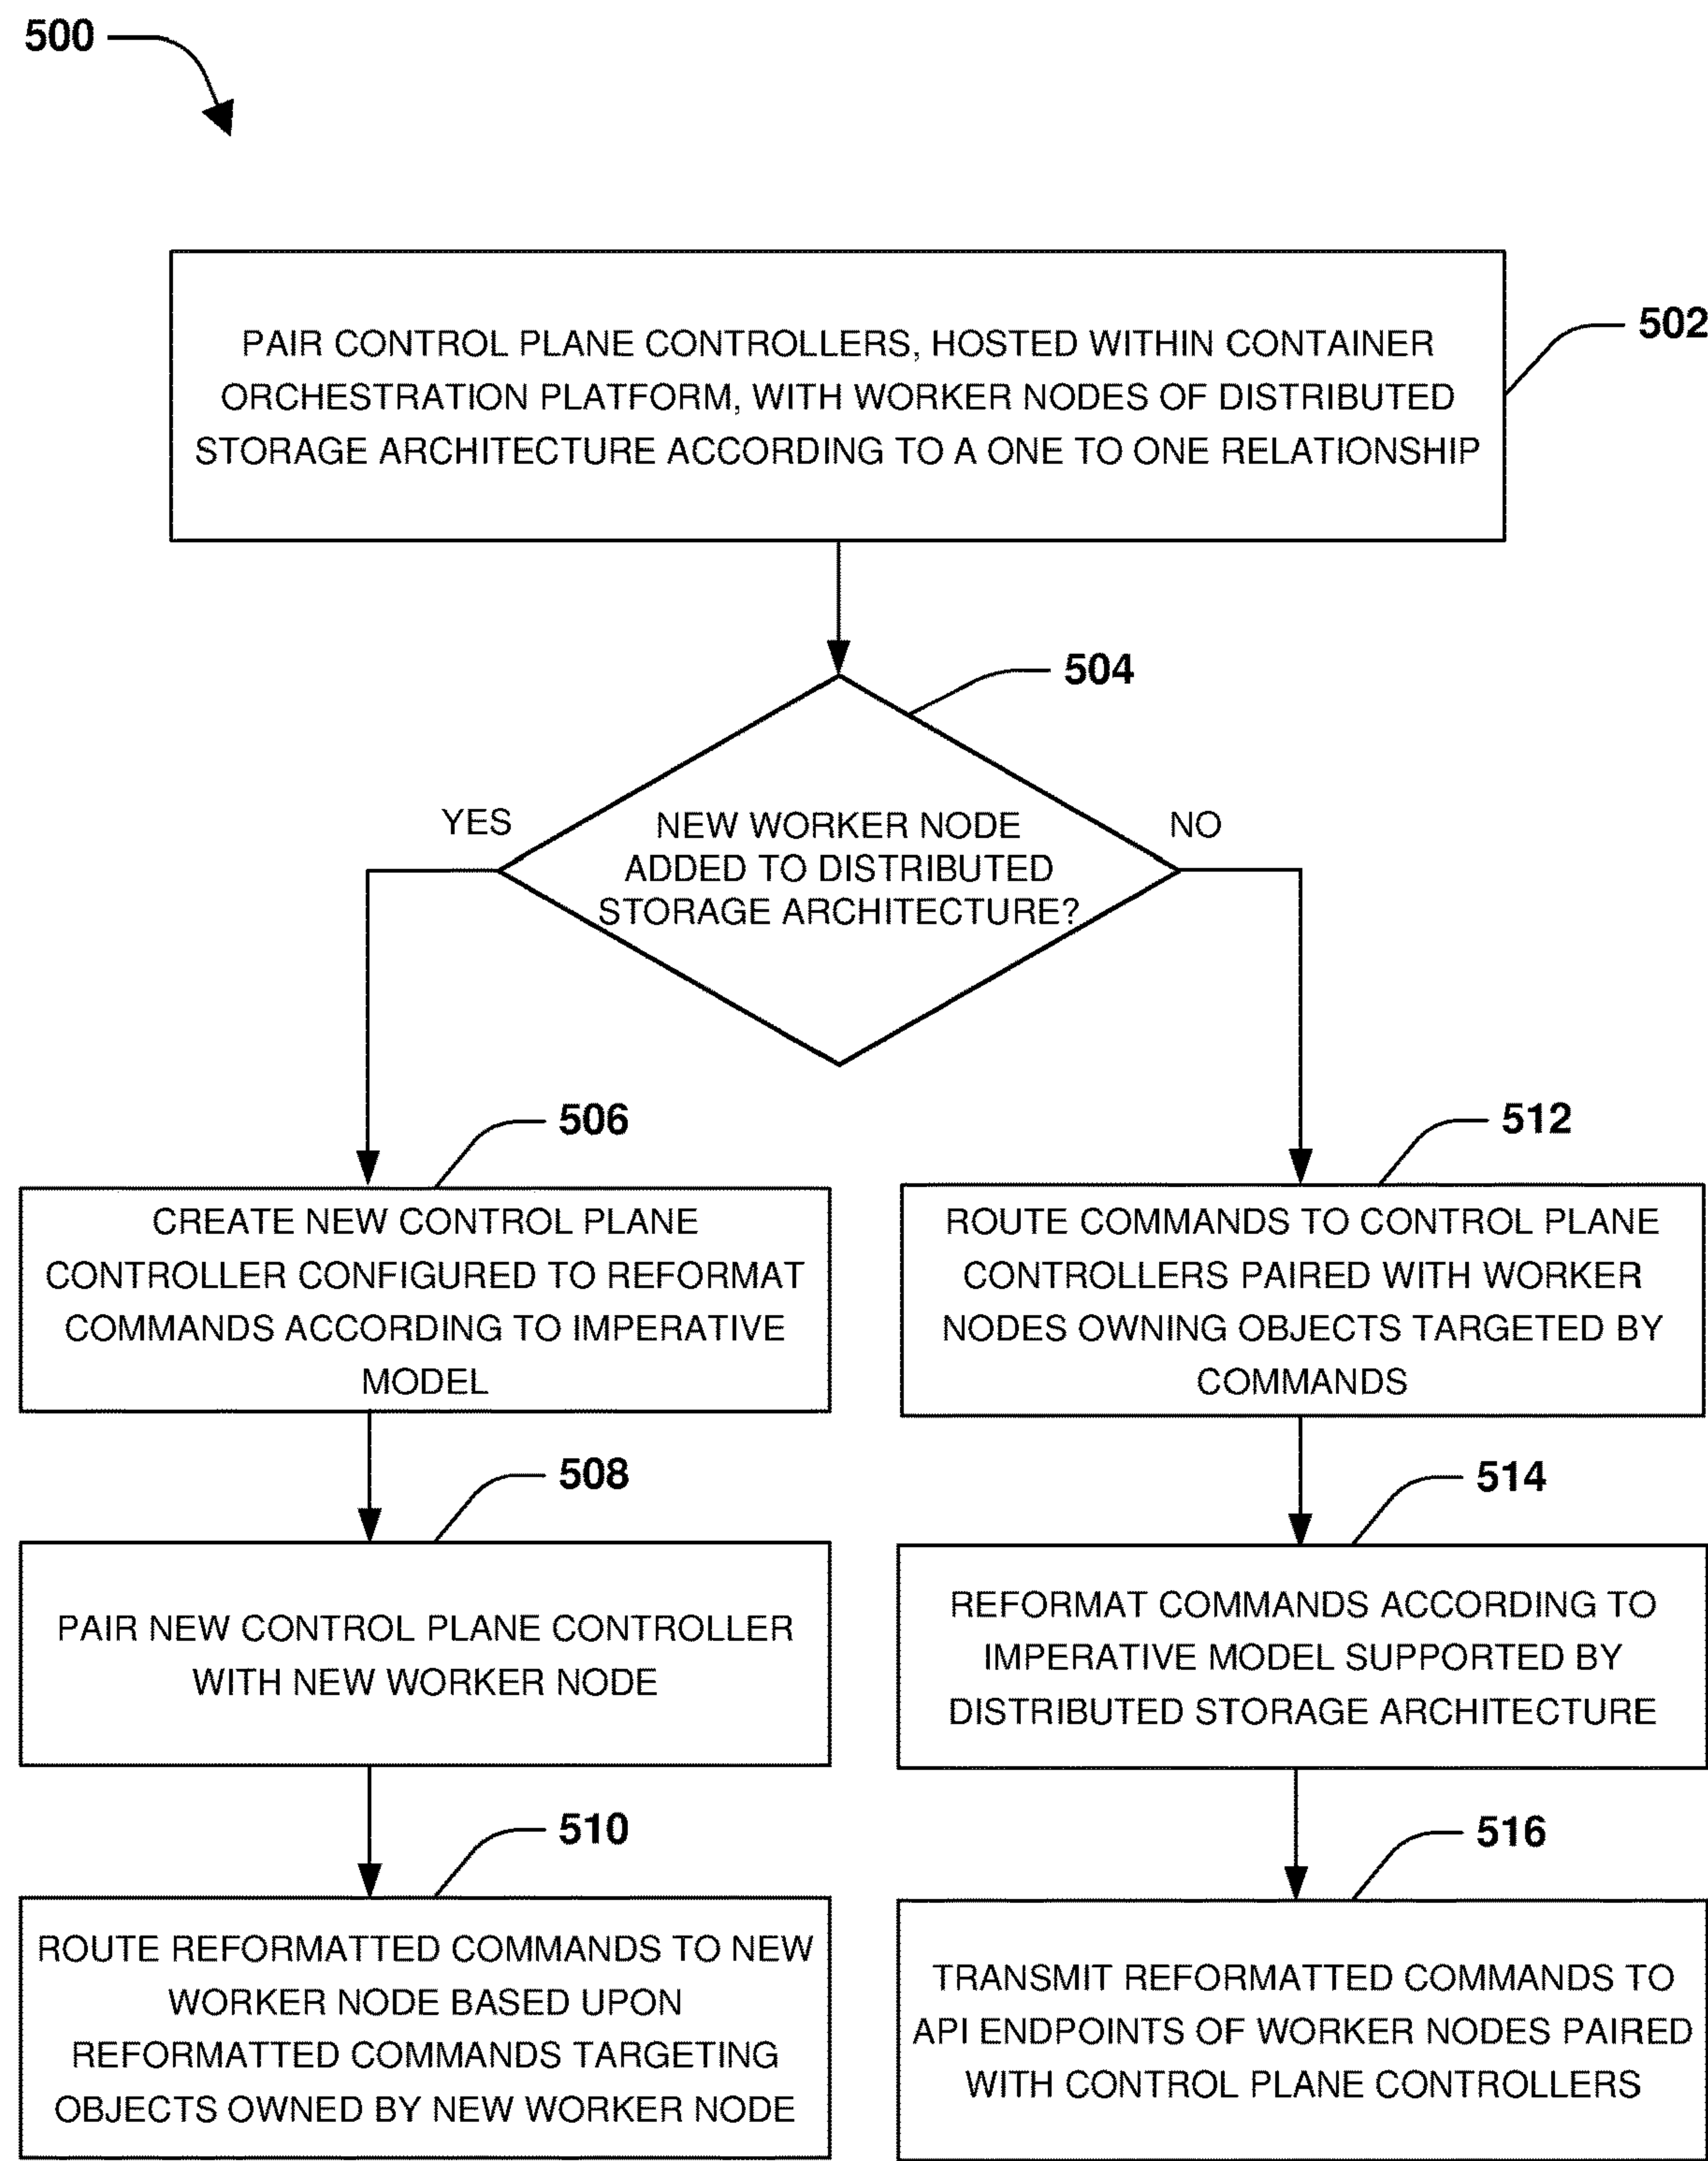 500
PAIR CONTROL PLANE CONTROLLERS, HOSTED WITHIN CONTAINER
ORCHESTRATION PLATFORM, WITH WORKER NODES OF DISTRIBUTED
STORAGE ARCHITECTURE ACCORDING TO A ONE TO ONE RELATIONSHIP
502
504
YES
NEW WORKER NODE
ADDED TO DISTRIBUTED
STORAGE ARCHITECTURE?
NO
506
CREATE NEW CONTROL PLANE
CONTROLLER CONFIGURED TO REFORMAT
COMMANDS ACCORDING TO IMPERATIVE
MODEL
508
PAIR NEW CONTROL PLANE CONTROLLER
WITH NEW WORKER NODE
510
ROUTE REFORMATTED COMMANDS TO NEW
WORKER NODE BASED UPON
REFORMATTED COMMANDS TARGETING
OBJECTS OWNED BY NEW WORKER NODE
512
ROUTE COMMANDS TO CONTROL PLANE
CONTROLLERS PAIRED WITH WORKER
NODES OWNING OBJECTS TARGETED BY
COMMANDS
514
REFORMAT COMMANDS ACCORDING TO
IMPERATIVE MODEL SUPPORTED BY
DISTRIBUTED STORAGE ARCHITECTURE
516
TRANSMIT REFORMATTED COMMANDS TO
API ENDPOINTS OF WORKER NODES PAIRED
WITH CONTROL PLANE CONTROLLERS